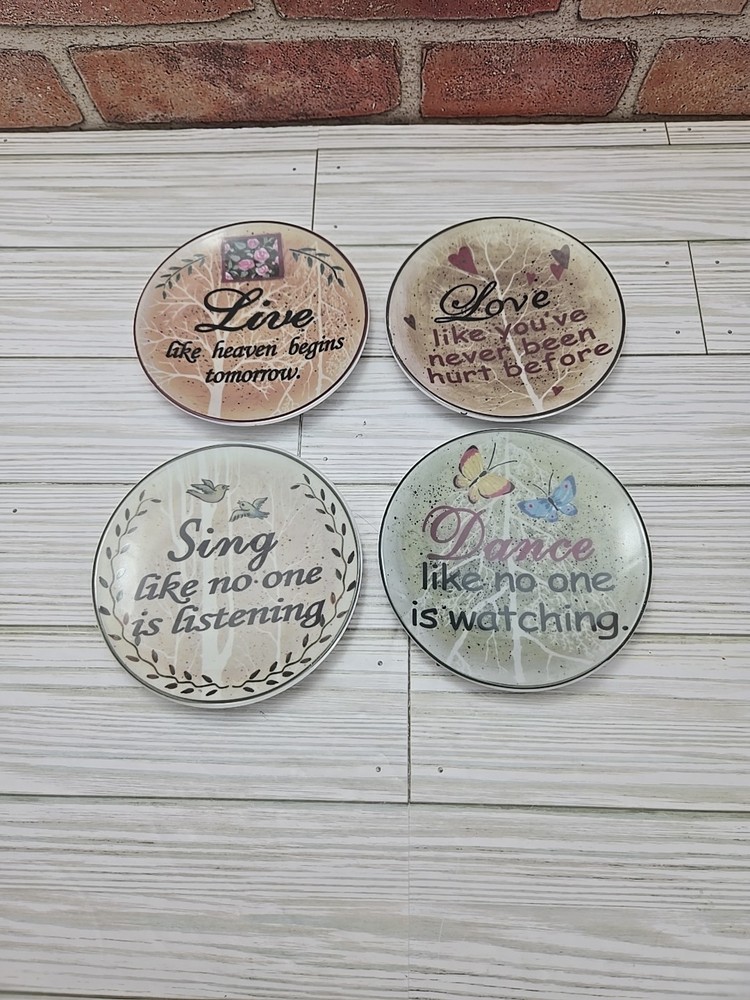 Live
like heaven begins
tomorrow.
Love
like you've
never been
hurt before
Sing
like no one
is listening
Dance
like no one
is watching.